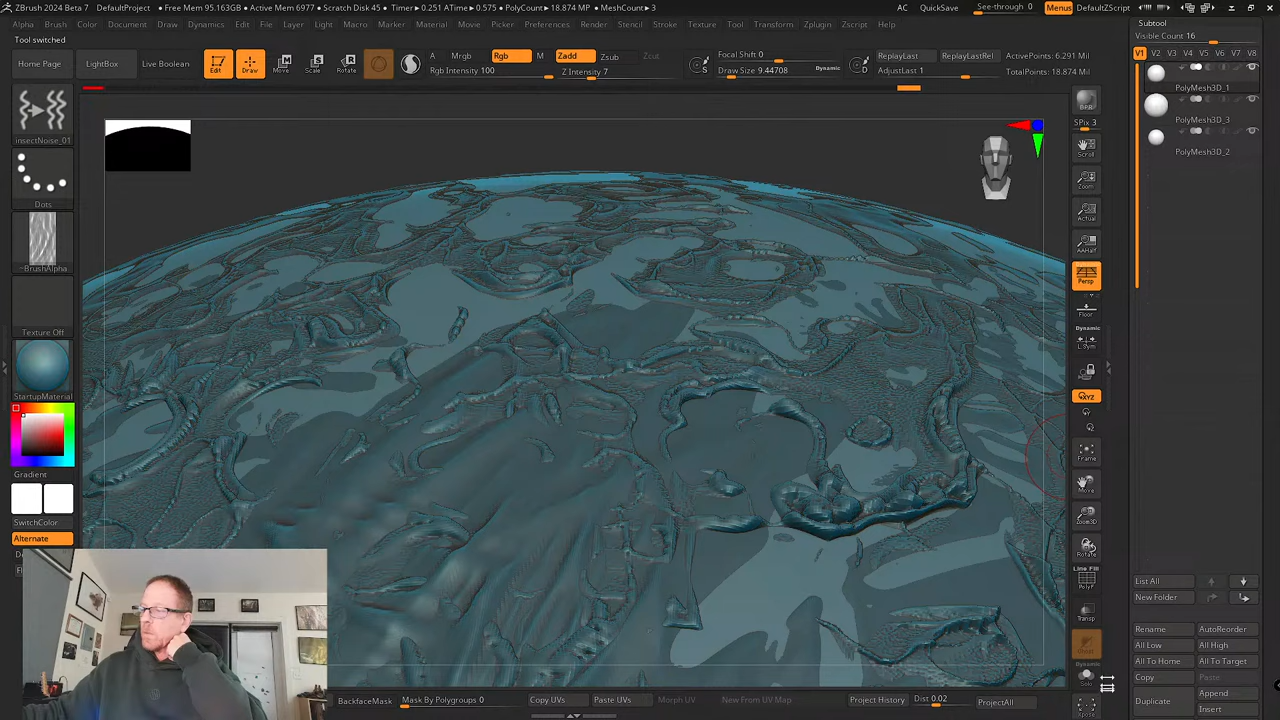 ZBrush 2024 Beta 7 DefaultProject • Free Mem 95.163GB • Active Mem 6977 • Scratch Disk 45 • Timer▶0.251 ATime▶0.575 • PolyCount▶18.874 MP • MeshCount▶3 AC QuickSave See-through 0 Menus DefaultZScript
Alpha Brush Color Document Draw Dynamics Edit File Layer Light Macro Marker Material Movie Picker Preferences Render Stencil Stroke Texture Tool Transform Zplugin Zscript Help
Subtool
Tool switched
Visible Count 16
V1 V2 V3 V4 V5 V6 V7 V8
Home Page LightBox Live Boolean Edit Draw Move Scale Rotate
A Mrgb Rgb M Zadd Zsub Zcut
Rgb Intensity 100 Z Intensity 7
S Focal Shift 0
Draw Size 9.44708 Dynamic D
ReplayLast ReplayLastRel
AdjustLast 1
ActivePoints: 6.291 Mil
TotalPoints: 18.874 Mil
PolyMesh3D_1
PolyMesh3D_3
PolyMesh3D_2
insectNoise_01
Dots
~BrushAlpha
Texture Off
StartupMaterial
Gradient
SwitchColor
Alternate
BPR
SPix 3
Scroll
Zoom
Actual
AAHalf
Persp
Floor
Dynamic
L.Sym
XYZ
Frame
Move
Zoom3D
Rotate
Line Fill
PolyF
Transp
Dynamic
Solo
Xpose
List All
New Folder
Rename AutoReorder
All Low All High
All To Home All To Target
Copy Paste
Duplicate Append
Insert
BackfaceMask Mask By Polygroups 0 Copy UVs Paste UVs Morph UV New From UV Map Project History Dist 0.02 ProjectAll